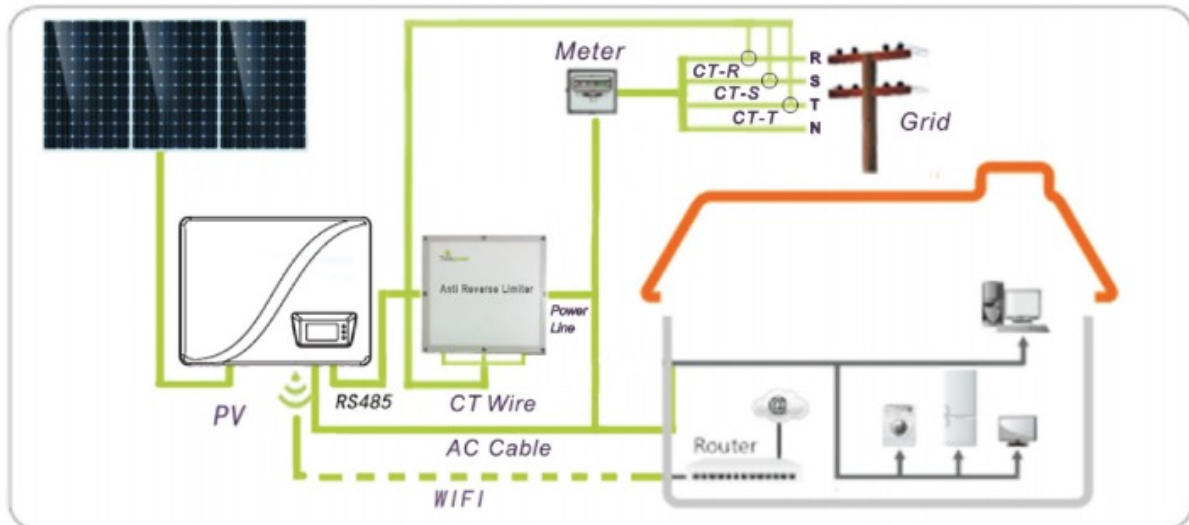 Meter
CT-R
R
CT-S
S
CT-T
T
N
Grid
Anti Reverse Limiter
Power
Line
PV
RS485
CT Wire
AC Cable
Router
WIFI